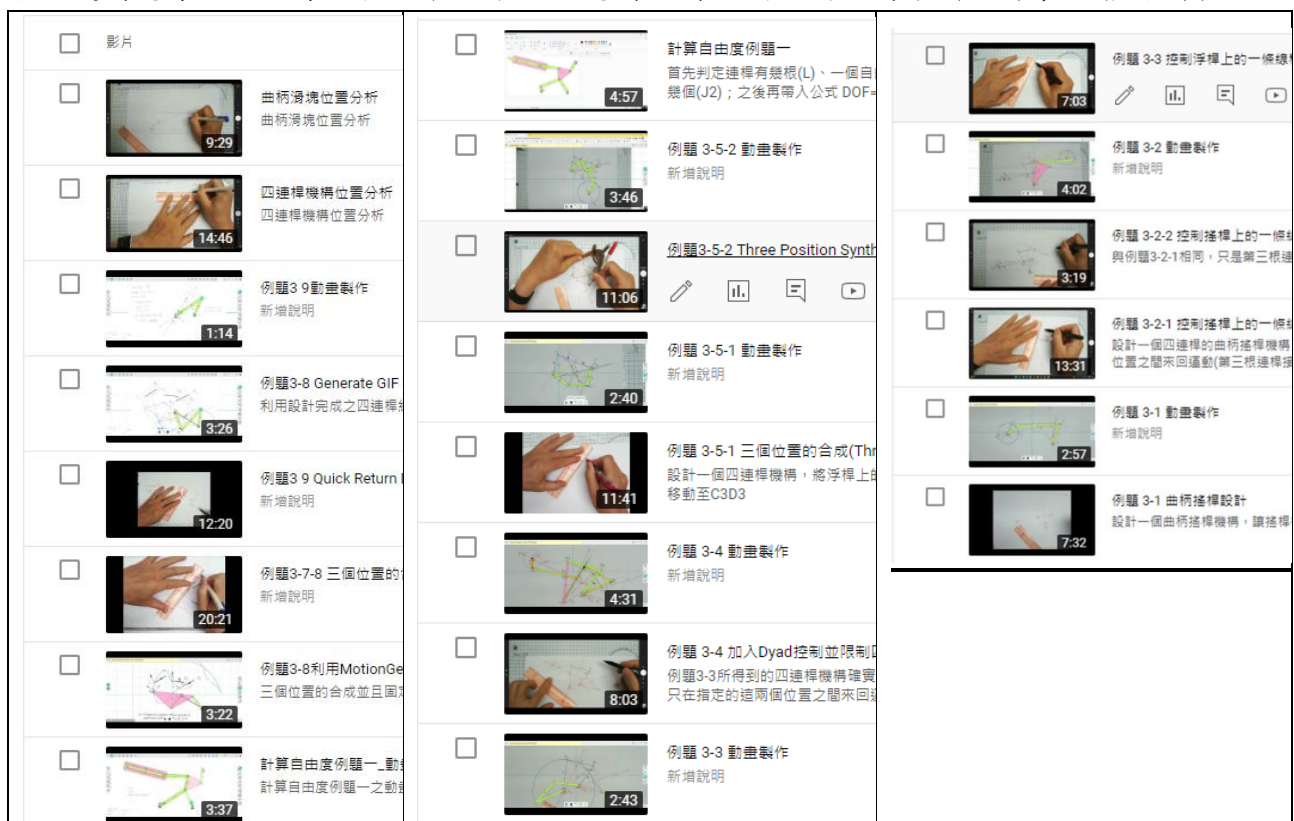 影片
9:29
曲柄滑塊位置分析
曲柄滑塊位置分析
14:46
四連桿機構位置分析
四連桿機構位置分析
1:14
例題3 9動畫製作
新增說明
3:26
例題3-8 Generate GIF
利用設計完成之四連桿
12:20
例題3 9 Quick Return
新增說明
20:21
例題3-7-8 三個位置的
新增說明
3:22
例題3-8利用MotionGe
三個位置的合成並且固
3:37
計算自由度例題一_動
計算自由度例題一之動
4:57
計算自由度例題一
首先判定連桿有幾根(L)、一個自
幾個(J2)；之後再帶入公式 DOF=
3:46
例題 3-5-2 動畫製作
新增說明
11:06
例題3-5-2 Three Position Synth
2:40
例題 3-5-1 動畫製作
新增說明
11:41
例題 3-5-1 三個位置的合成(Thr
設計一個四連桿機構，將浮桿上的
移動至C3D3
4:31
例題 3-4 動畫製作
新增說明
8:03
例題 3-4 加入Dyad控制並限制
例題3-3所得到的四連桿機構確實
只在指定的這兩個位置之間來回
2:43
例題 3-3 動畫製作
新增說明
7:03
例題 3-3 控制浮桿上的一條線
4:02
例題 3-2 動畫製作
新增說明
3:19
例題 3-2-2 控制搖桿上的一條
與例題3-2-1相同，只是第三根
13:31
例題 3-2-1 控制搖桿上的一條
設計一個四連桿的曲柄搖桿機構
位置之間來回運動(第三根連桿接
2:57
例題 3-1 動畫製作
新增說明
7:32
例題 3-1 曲柄搖桿設計
設計一個曲柄搖桿機構，讓搖桿